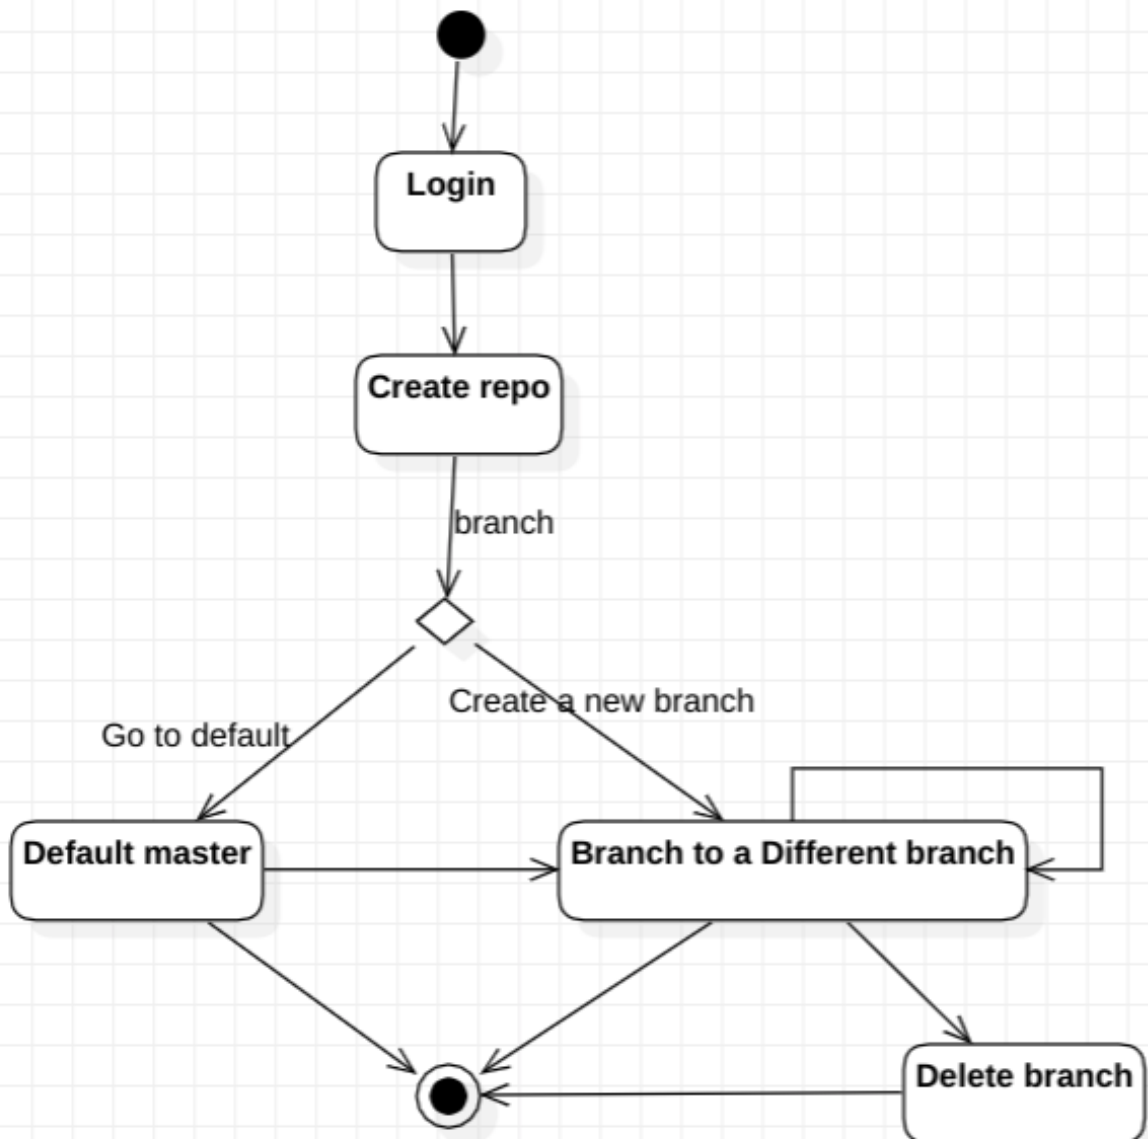 Login
Create repo
branch
Create a new branch
Go to default
Default master
Branch to a Different branch
Delete branch